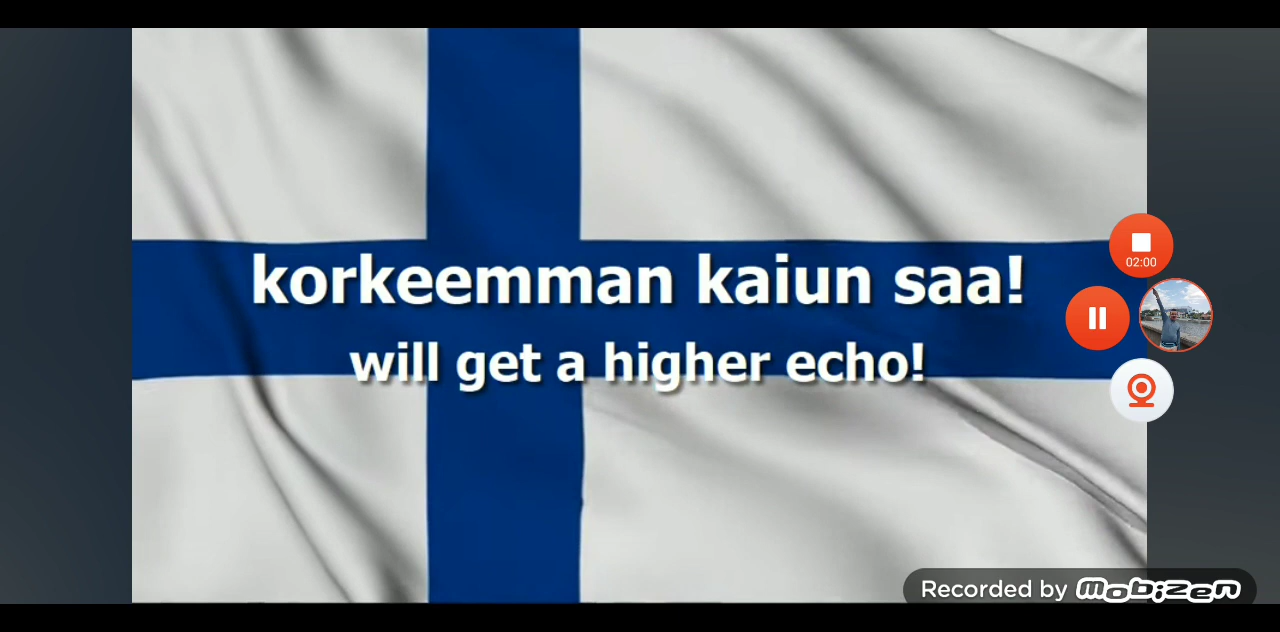 korkeemman kaiun saa!
will get a higher echo!
02:00
Recorded by mobizen